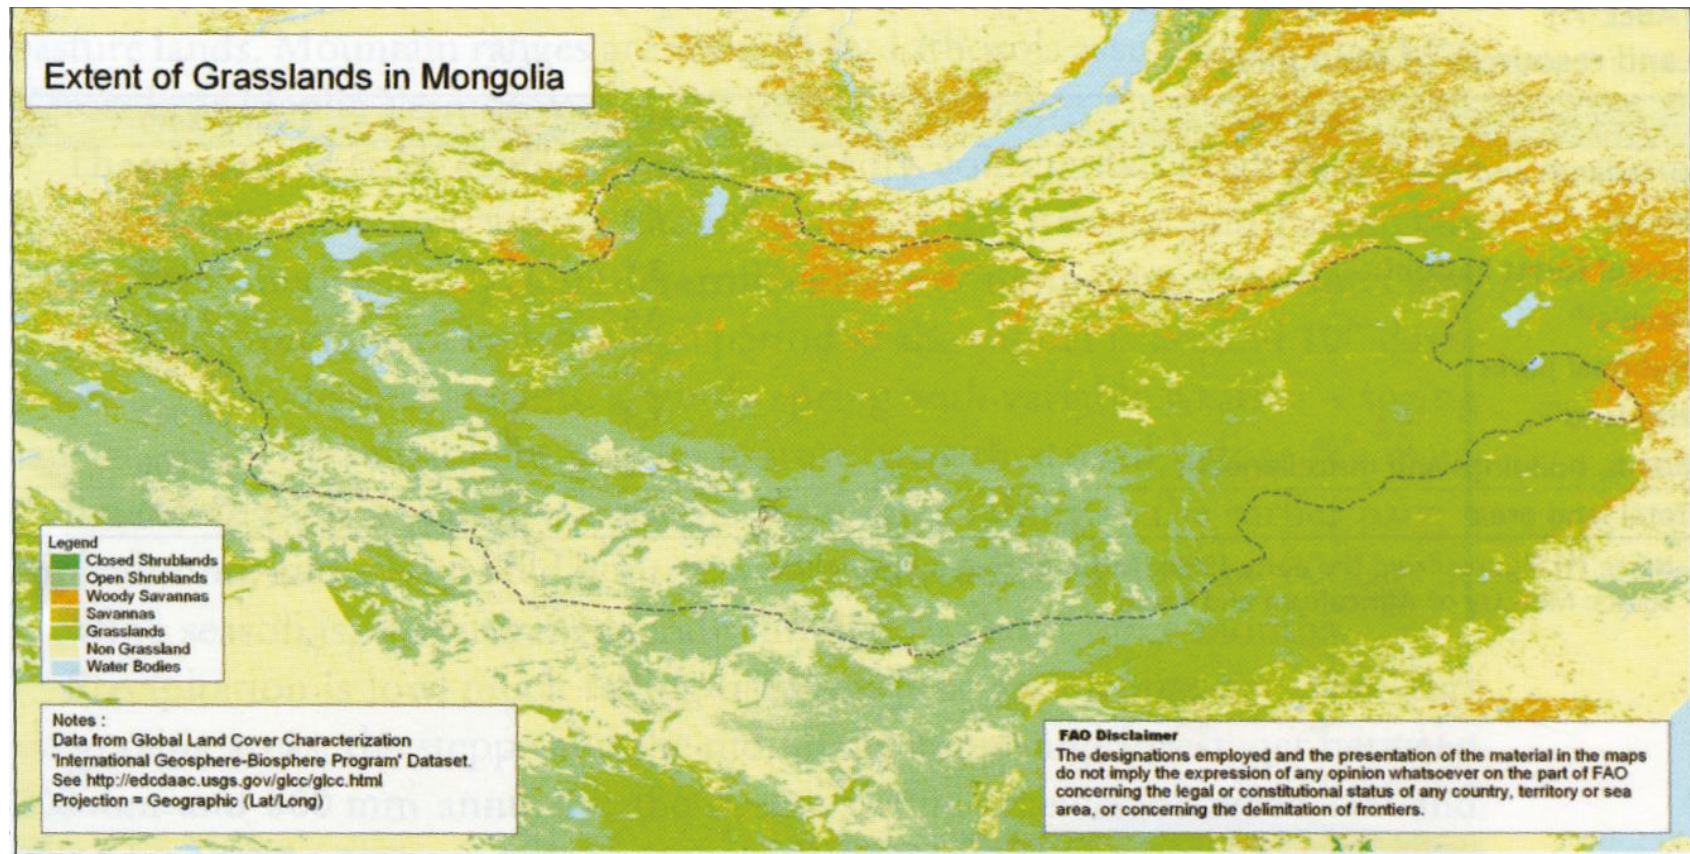 Extent of Grasslands in Mongolia
Legend
Closed Shrublands
Open Shrublands
Woody Savannas
Savannas
Grasslands
Non Grassland
Water Bodies
Notes :
Data from Global Land Cover Characterization
'International Geosphere-Biosphere Program' Dataset.
See http://edcdaac.usgs.gov/glcc/glcc.html
Projection = Geographic (Lat/Long)
FAO Disclaimer
The designations employed and the presentation of the material in the maps
do not imply the expression of any opinion whatsoever on the part of FAO
concerning the legal or constitutional status of any country, territory or sea
area, or concerning the delimitation of frontiers.